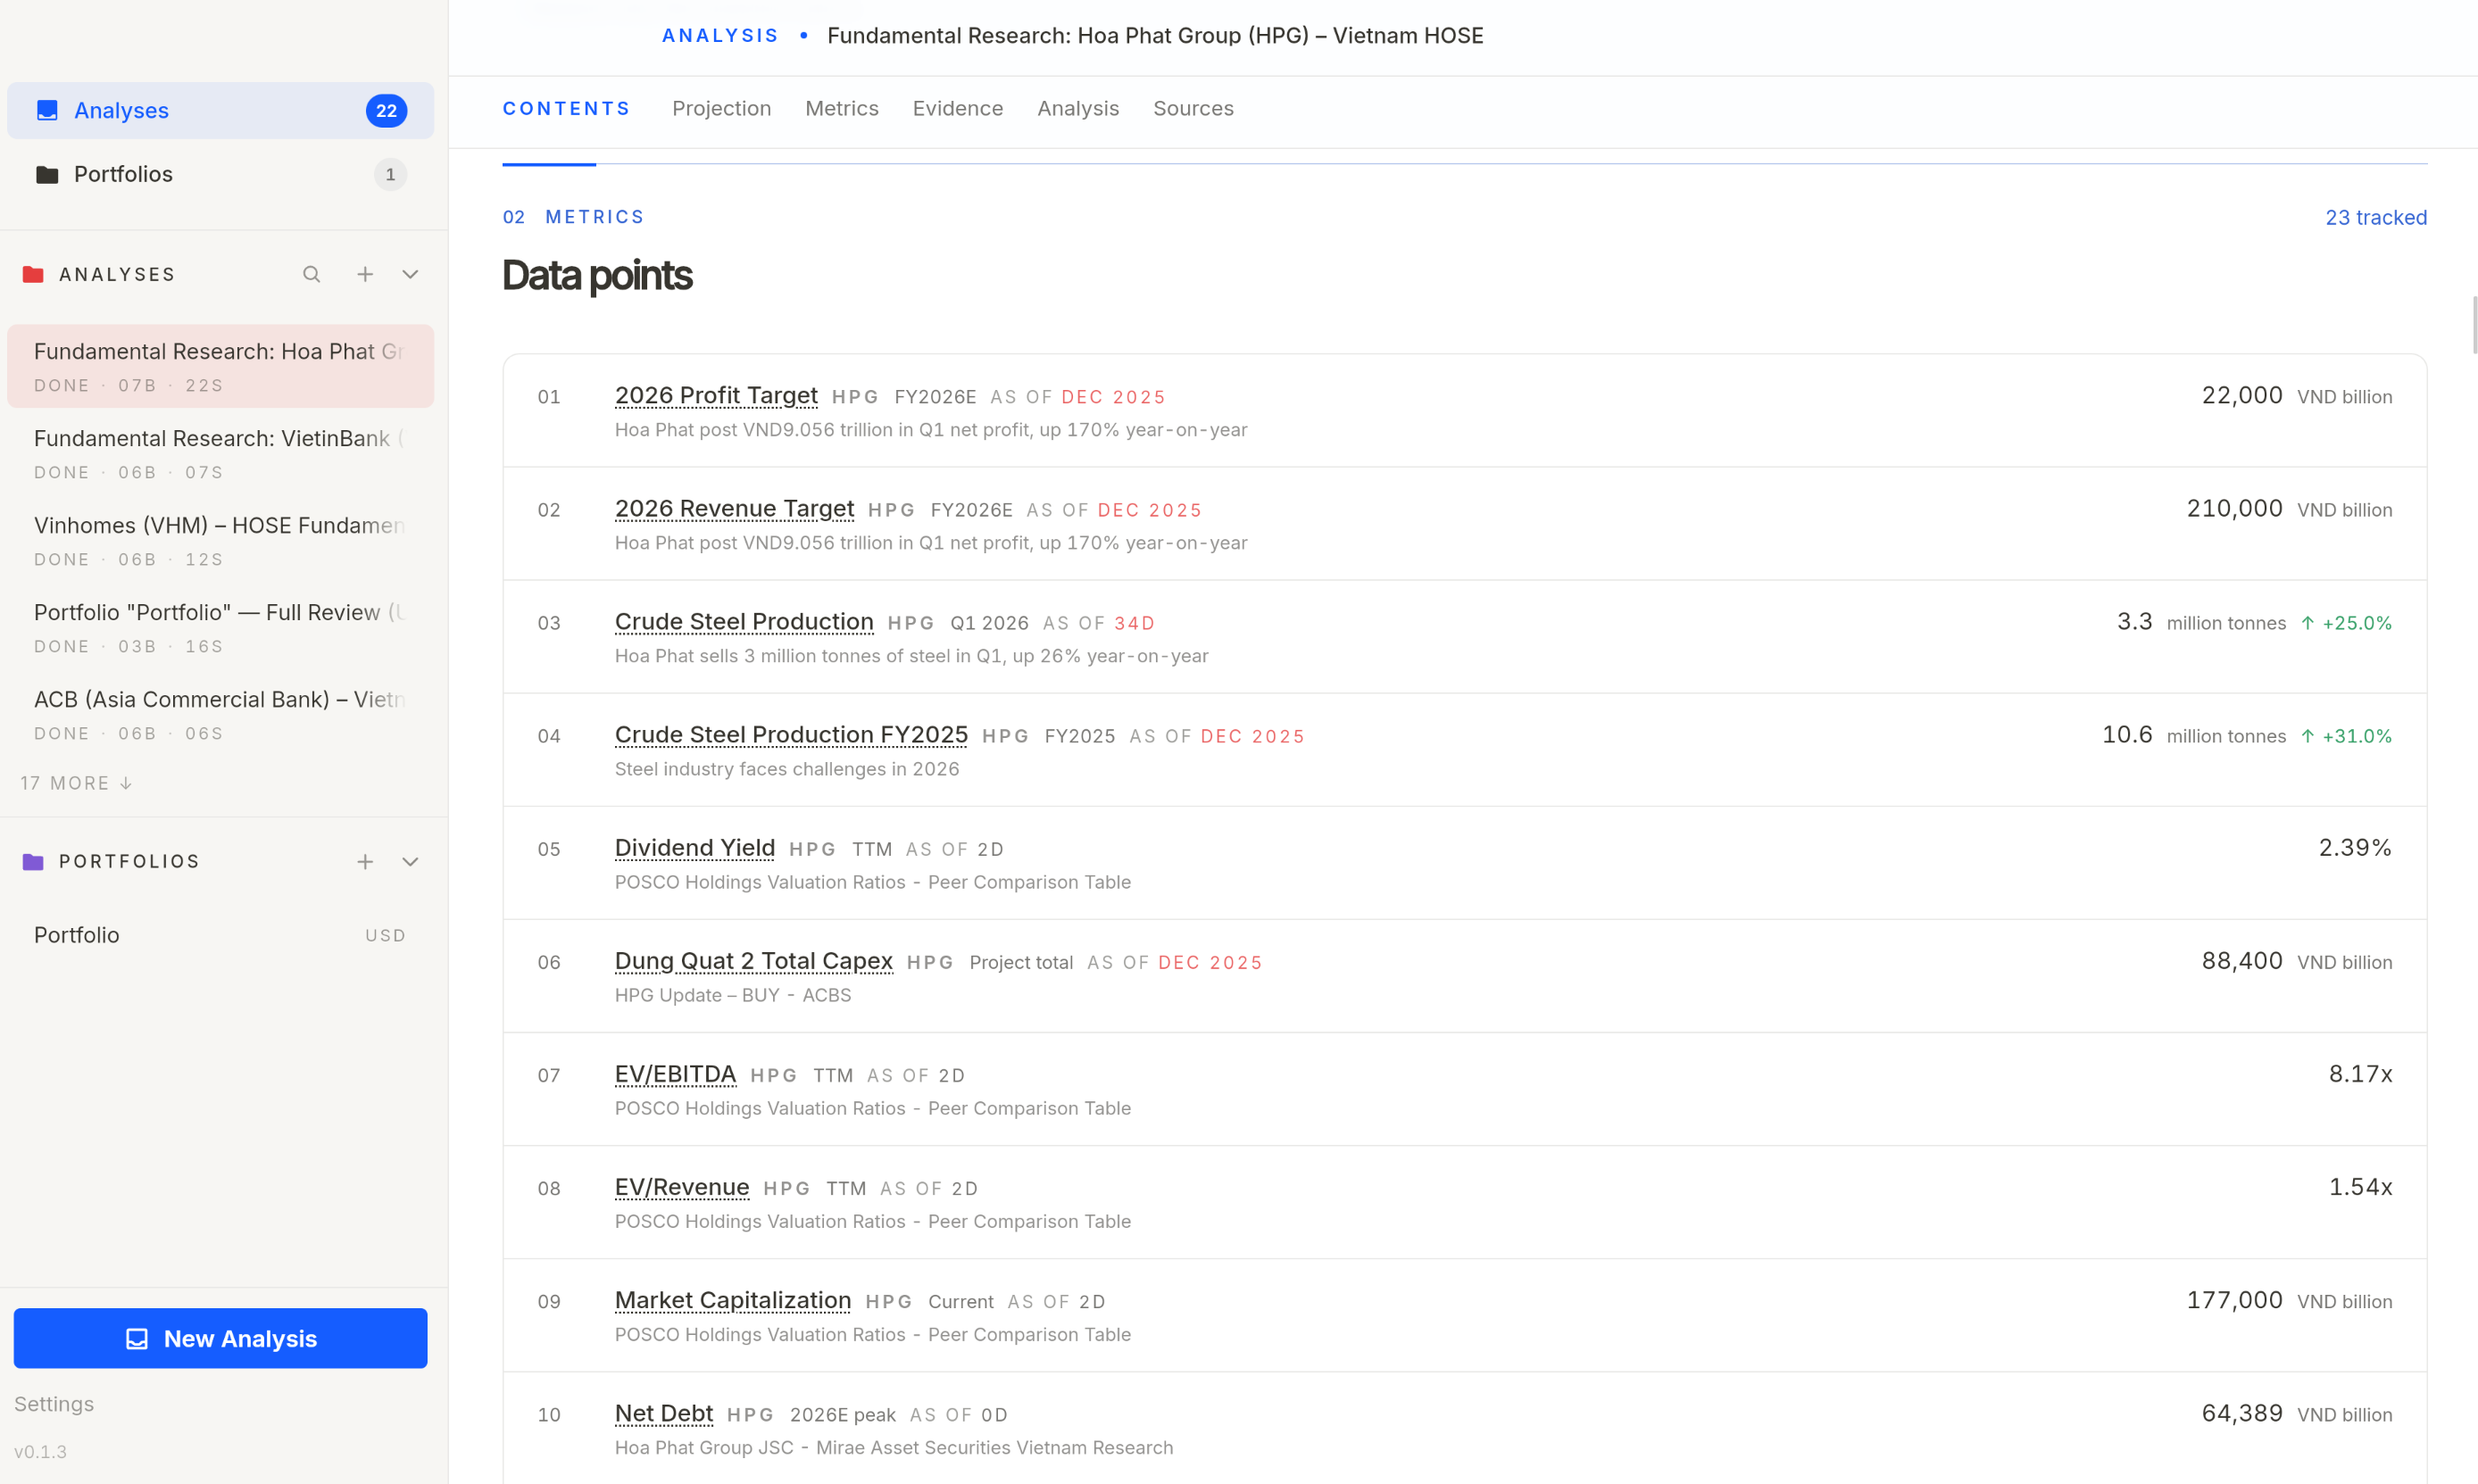 Analyses 22
Portfolios 1
ANALYSES
Fundamental Research: Hoa Phat Gr
DONE · 07B · 22S
Fundamental Research: VietinBank (
DONE · 06B · 07S
Vinhomes (VHM) – HOSE Fundamen
DONE · 06B · 12S
Portfolio "Portfolio" — Full Review (U
DONE · 03B · 16S
ACB (Asia Commercial Bank) – Vietn
DONE · 06B · 06S
17 MORE ↓
PORTFOLIOS
Portfolio USD
New Analysis
Settings
v0.1.3
ANALYSIS • Fundamental Research: Hoa Phat Group (HPG) – Vietnam HOSE
CONTENTS Projection Metrics Evidence Analysis Sources
02 METRICS 23 tracked
Data points
01 2026 Profit Target HPG FY2026E AS OF DEC 2025 22,000 VND billion
Hoa Phat post VND9.056 trillion in Q1 net profit, up 170% year-on-year
02 2026 Revenue Target HPG FY2026E AS OF DEC 2025 210,000 VND billion
Hoa Phat post VND9.056 trillion in Q1 net profit, up 170% year-on-year
03 Crude Steel Production HPG Q1 2026 AS OF 34D 3.3 million tonnes ↑ +25.0%
Hoa Phat sells 3 million tonnes of steel in Q1, up 26% year-on-year
04 Crude Steel Production FY2025 HPG FY2025 AS OF DEC 2025 10.6 million tonnes ↑ +31.0%
Steel industry faces challenges in 2026
05 Dividend Yield HPG TTM AS OF 2D 2.39%
POSCO Holdings Valuation Ratios - Peer Comparison Table
06 Dung Quat 2 Total Capex HPG Project total AS OF DEC 2025 88,400 VND billion
HPG Update – BUY - ACBS
07 EV/EBITDA HPG TTM AS OF 2D 8.17x
POSCO Holdings Valuation Ratios - Peer Comparison Table
08 EV/Revenue HPG TTM AS OF 2D 1.54x
POSCO Holdings Valuation Ratios - Peer Comparison Table
09 Market Capitalization HPG Current AS OF 2D 177,000 VND billion
POSCO Holdings Valuation Ratios - Peer Comparison Table
10 Net Debt HPG 2026E peak AS OF 0D 64,389 VND billion
Hoa Phat Group JSC - Mirae Asset Securities Vietnam Research